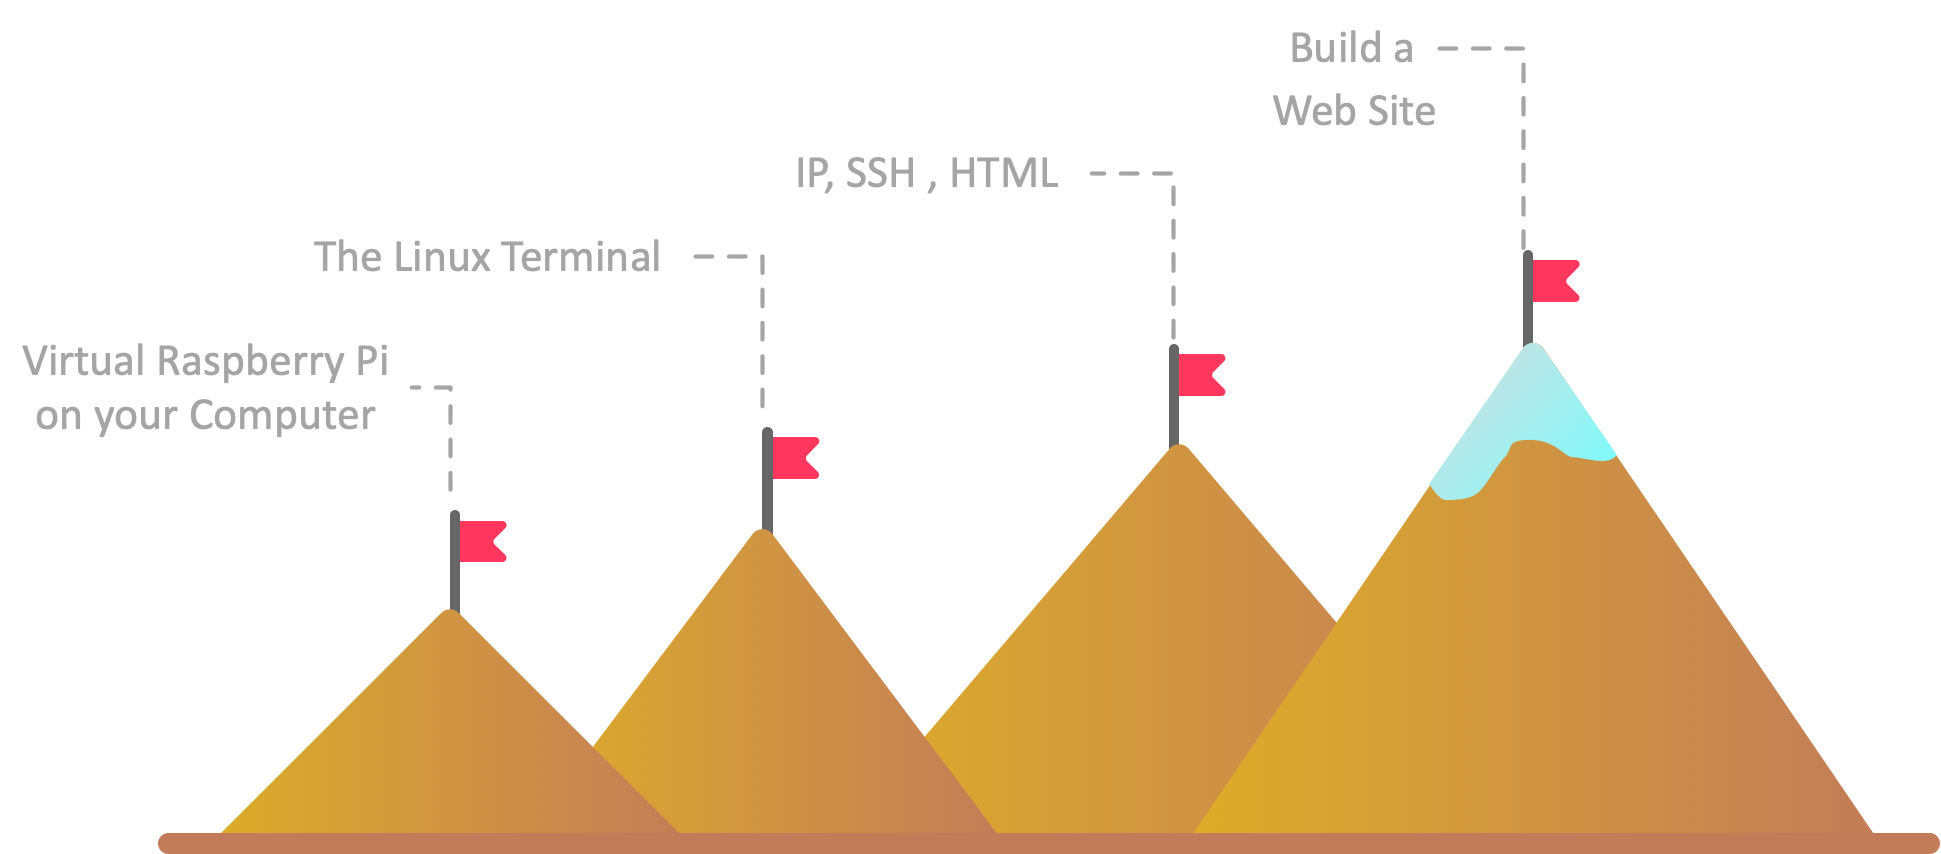 Virtual Raspberry Pi
on your Computer
The Linux Terminal
IP, SSH , HTML
Build a
Web Site